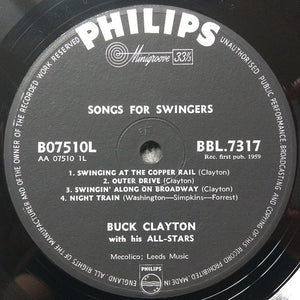 PHILIPS
Minigroove 33⅓
SONGS FOR SWINGERS
B07510L
AA 07510 1L
BBL.7317
Rec. first pub. 1959
1. SWINGING AT THE COPPER RAIL (Clayton)
2. OUTER DRIVE (Clayton)
3. SWINGIN' ALONG ON BROADWAY (Clayton)
4. NIGHT TRAIN (Washington—Simpkins—Forrest)
BUCK CLAYTON
with his ALL-STARS
Mecolico; Leeds Music
PHILIPS
ALL RIGHTS OF THE MANUFACTURER AND OF THE OWNER OF THE RECORDED WORK RESERVED
UNAUTHORISED PUBLIC PERFORMANCE BROADCASTING AND COPYING OF THIS RECORD PROHIBITED. MADE IN ENGLAND